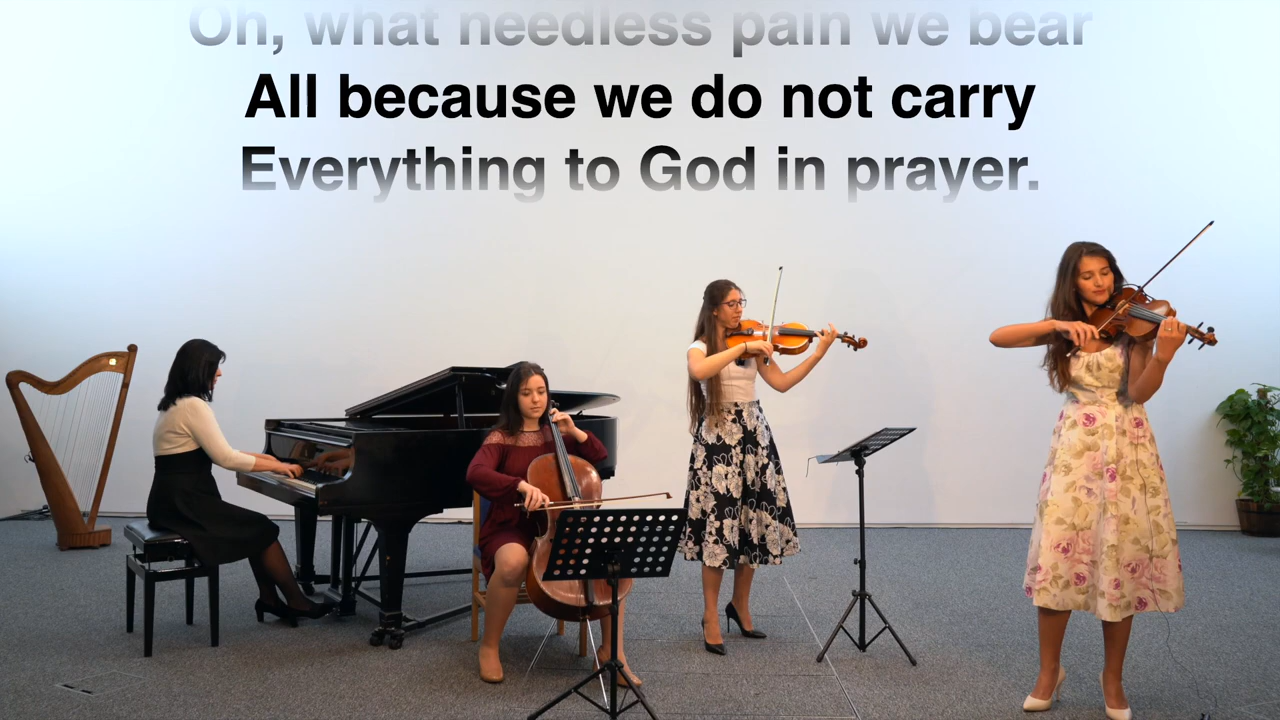 Oh, what needless pain we bear
All because we do not carry
Everything to God in prayer.